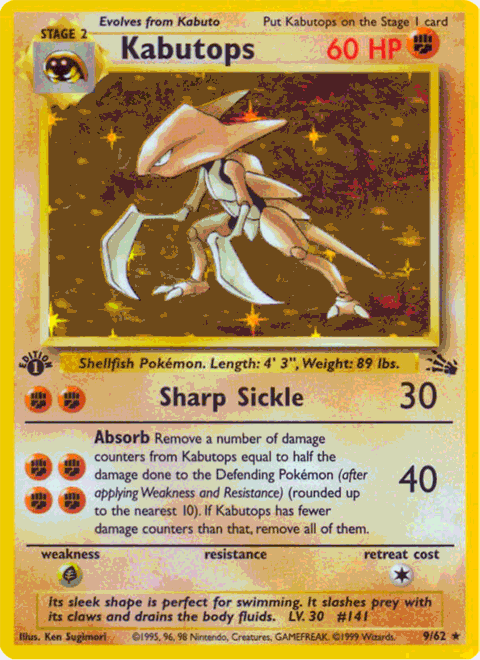 Evolves from Kabuto Put Kabutops on the Stage 1 card
STAGE 2
Kabutops 60 HP
Shellfish Pokémon. Length: 4' 3", Weight: 89 lbs.
EDITION
1
Sharp Sickle 30
Absorb Remove a number of damage
counters from Kabutops equal to half the
damage done to the Defending Pokémon (after
applying Weakness and Resistance) (rounded up
to the nearest 10). If Kabutops has fewer
damage counters than that, remove all of them.
40
weakness resistance retreat cost
Its sleek shape is perfect for swimming. It slashes prey with
its claws and drains the body fluids. LV. 30 #141
Illus. Ken Sugimori ©1995, 96, 98 Nintendo, Creatures, GAMEFREAK. ©1999 Wizards. 9/62 ★